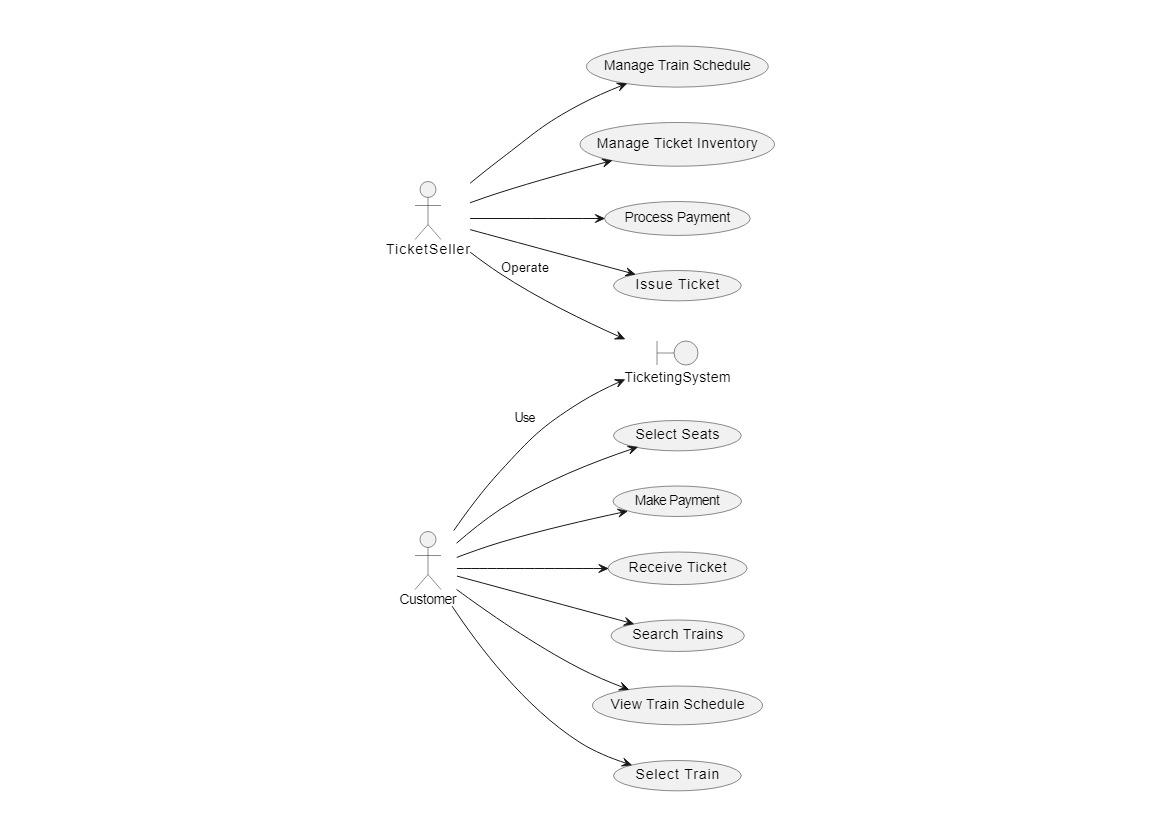 Manage Train Schedule
Manage Ticket Inventory
Process Payment
TicketSeller
Operate
Issue Ticket
TicketingSystem
Use
Select Seats
Make Payment
Receive Ticket
Customer
Search Trains
View Train Schedule
Select Train